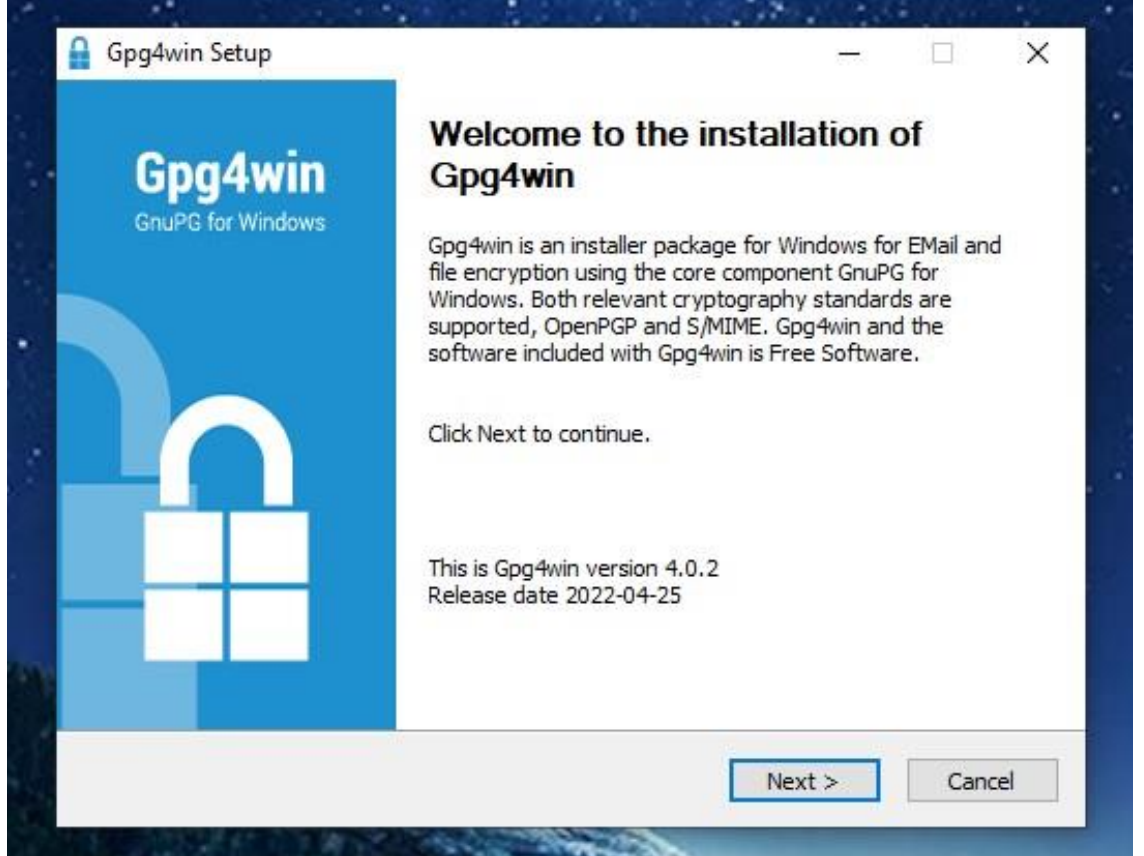 Gpg4win Setup
Gpg4win
GnuPG for Windows
Welcome to the installation of
Gpg4win
Gpg4win is an installer package for Windows for EMail and
file encryption using the core component GnuPG for
Windows. Both relevant cryptography standards are
supported, OpenPGP and S/MIME. Gpg4win and the
software included with Gpg4win is Free Software.
Click Next to continue.
This is Gpg4win version 4.0.2
Release date 2022-04-25
Next >
Cancel